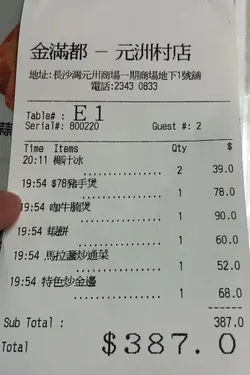 金滿都 — 元洲村店
地址:長沙灣元州商場一期商場地下1號舖
電話:2343 0833
Table# : E1
Serial#: 800220 Guest #: 2
Time Items Qty $
20:11 椰汁冰
2 39.0
19:54 $78豬手煲
1 78.0
19:54 咖牛腩煲
1 90.0
19:54 蜆餅
1 60.0
19:54 馬拉盞炒通菜
1 52.0
19:54 特色炒金邊
1 68.0
Sub Total : 387.0
Total $387.0